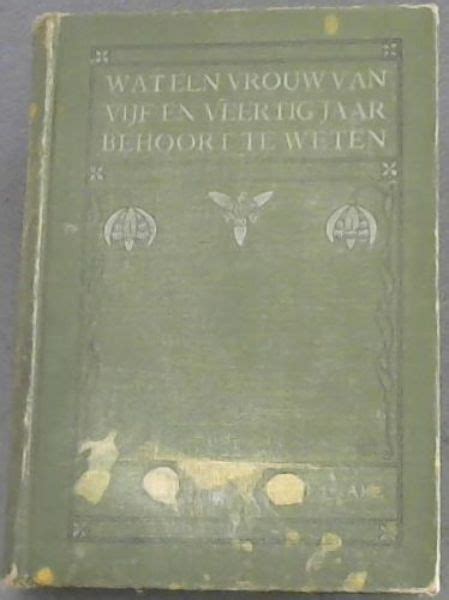 WAT EEN VROUW VAN
VIJF EN VEERTIG JAAR
BEHOORT TE WETEN